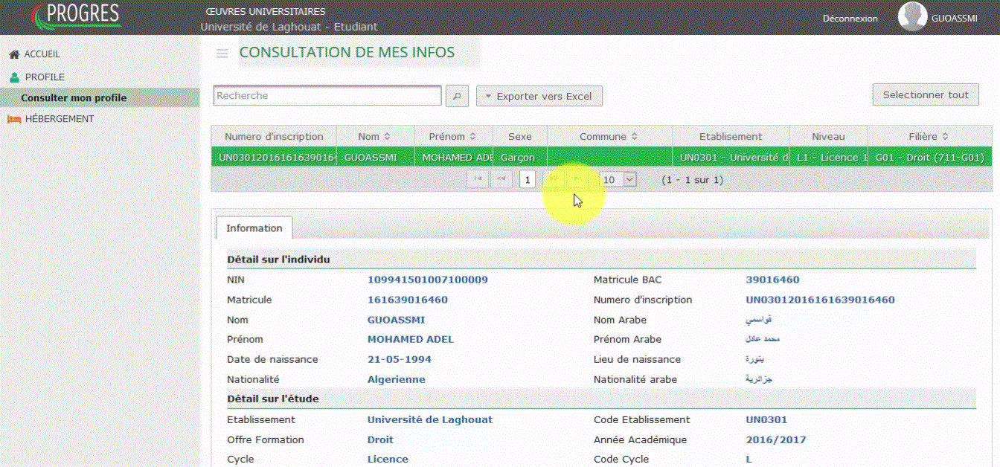 PROGRES
ŒUVRES UNIVERSITAIRES
Université de Laghouat - Etudiant
Déconnexion
GUOASSMI
ACCUEIL
PROFILE
Consulter mon profile
HÉBERGEMENT
CONSULTATION DE MES INFOS
Recherche
Exporter vers Excel
Selectionner tout
Numero d'inscription Nom Prénom Sexe Commune Etablisement Niveau Filière
UN03012016161639016 GUOASSMI MOHAMED ADE Garçon UN0301 - Université d L1 - Licence 1 G01 - Droit (711-G01)
1 10 (1 - 1 sur 1)
Information
Détail sur l'individu
NIN 109941501007100009 Matricule BAC 39016460
Matricule 161639016460 Numero d'inscription UN03012016161639016460
Nom GUOASSMI Nom Arabe قواسمي
Prénom MOHAMED ADEL Prénom Arabe محمد عادل
Date de naissance 21-05-1994 Lieu de naissance بنورة
Nationalité Algerienne Nationalité arabe جزائرية
Détail sur l'étude
Etablissement Université de Laghouat Code Etablissement UN0301
Offre Formation Droit Année Académique 2016/2017
Cycle Licence Code Cycle L